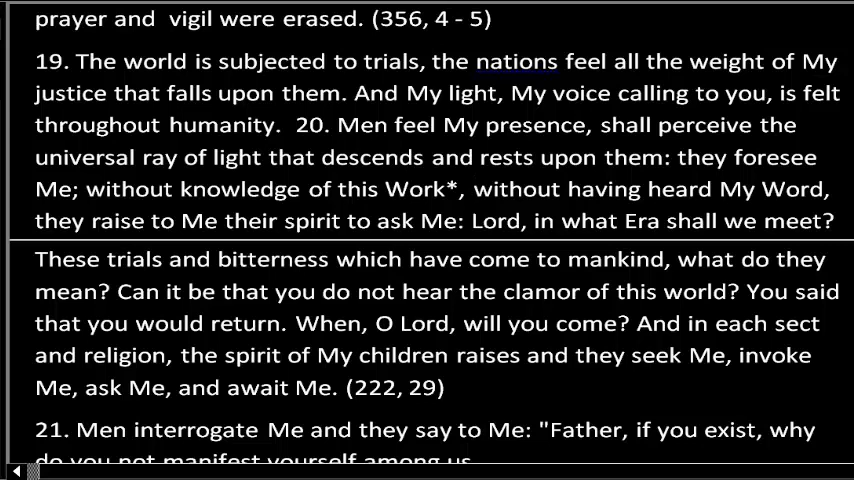 prayer and vigil were erased. (356, 4 - 5)
19. The world is subjected to trials, the nations feel all the weight of My
justice that falls upon them. And My light, My voice calling to you, is felt
throughout humanity. 20. Men feel My presence, shall perceive the
universal ray of light that descends and rests upon them: they foresee
Me; without knowledge of this Work*, without having heard My Word,
they raise to Me their spirit to ask Me: Lord, in what Era shall we meet?
These trials and bitterness which have come to mankind, what do they
mean? Can it be that you do not hear the clamor of this world? You said
that you would return. When, O Lord, will you come? And in each sect
and religion, the spirit of My children raises and they seek Me, invoke
Me, ask Me, and await Me. (222, 29)
21. Men interrogate Me and they say to Me: "Father, if you exist, why
do you not manifest yourself among us